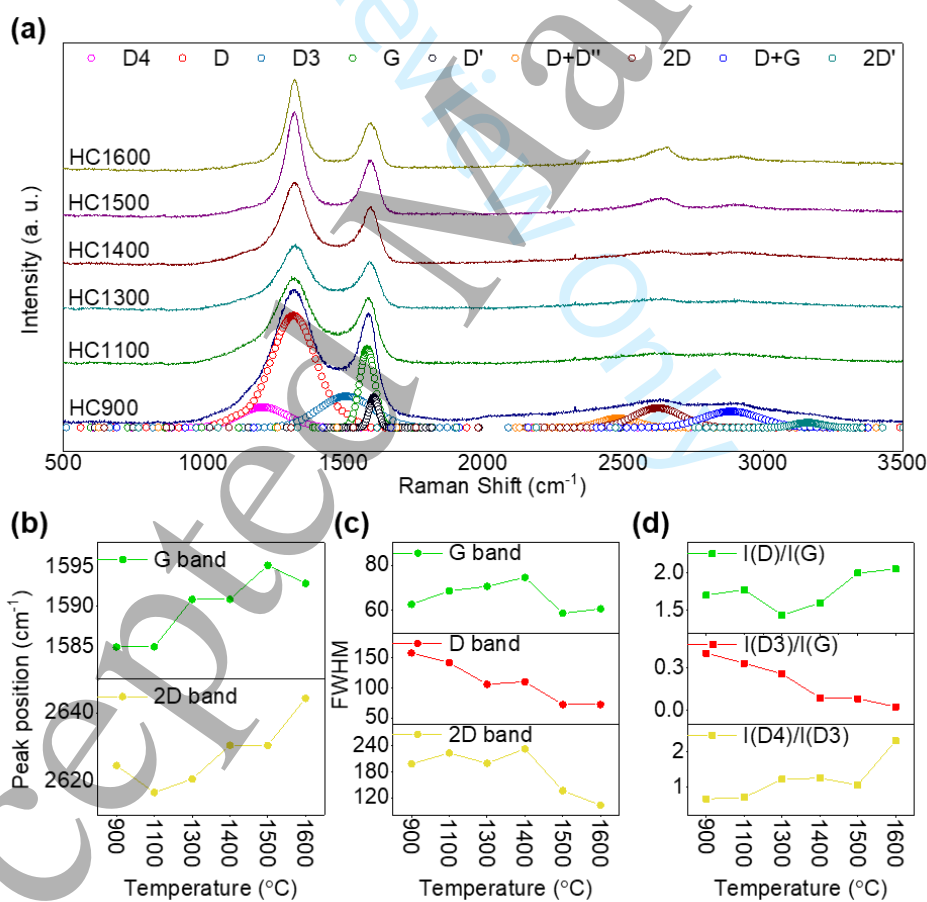 (a)
D4 D D3 G D' D+D'' 2D D+G 2D'
HC1600
HC1500
HC1400
HC1300
HC1100
HC900
Intensity (a. u.)
500 1000 1500 2000 2500 3000 3500
Raman Shift (cm-1)
(b)
G band
1595
1590
1585
2D band
2640
2620
Peak position (cm-1)
900 1100 1300 1400 1500 1600
Temperature (°C)
(c)
G band
80
60
D band
150
100
50
2D band
240
180
120
FWHM
900 1100 1300 1400 1500 1600
Temperature (°C)
(d)
I(D)/I(G)
2.0
1.5
I(D3)/I(G)
0.3
0.0
I(D4)/I(D3)
2
1
900 1100 1300 1400 1500 1600
Temperature (°C)
cepted Man
view Only